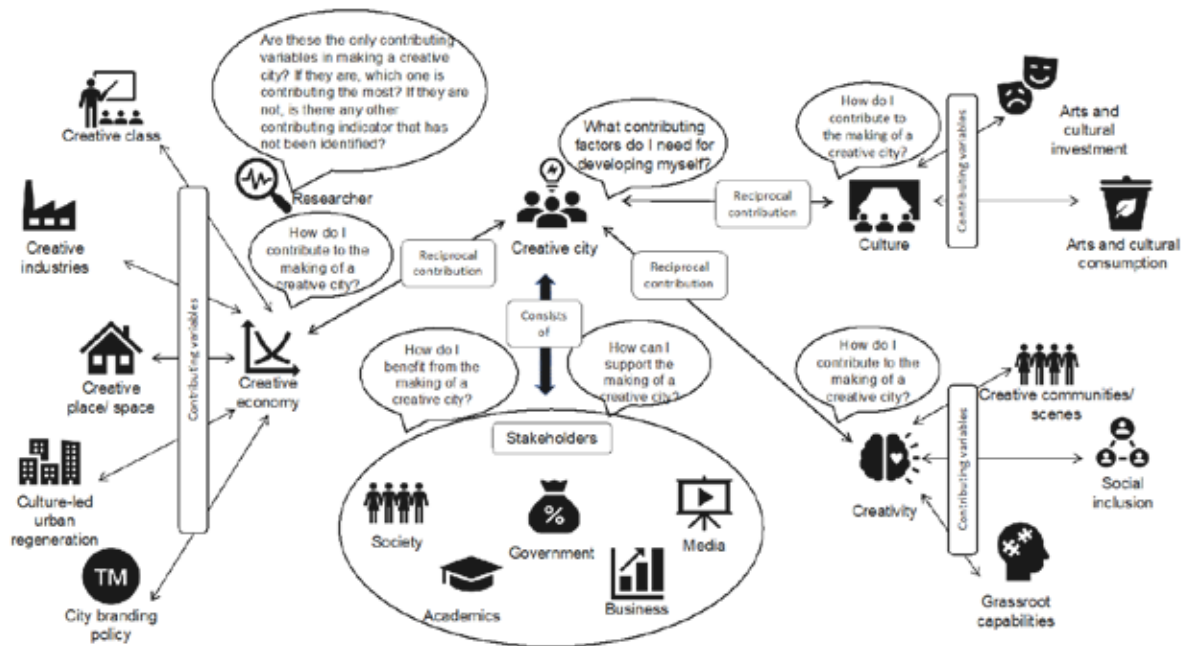 Are these the only contributing
variables in making a creative
city? If they are, which one is
contributing the most? If they are
not, is there any other
contributing indicator that has
not been identified?
Researcher
Creative class
Creative
industries
Creative
place/ space
Culture-led
urban
regeneration
TM
City branding
policy
Contributing variables
How do I
contribute to the
making of a
creative city?
Creative
economy
Reciprocal
contribution
What contributing
factors do I need for
developing myself?
Creative city
Reciprocal
contribution
How do I
contribute to
the making of a
creative city?
Culture
Contributing variables
Arts and
cultural
investment
Arts and cultural
consumption
Reciprocal
contribution
Consists
of
How do I
benefit from the
making of a
creative city?
How can I
support the
making of a
creative city?
How do I
contribute to the
making of a
creative city?
Creativity
Contributing variables
Creative communities/
scenes
Social
inclusion
Grassroot
capabilities
Stakeholders
Society
%
Government
Media
Academics
Business